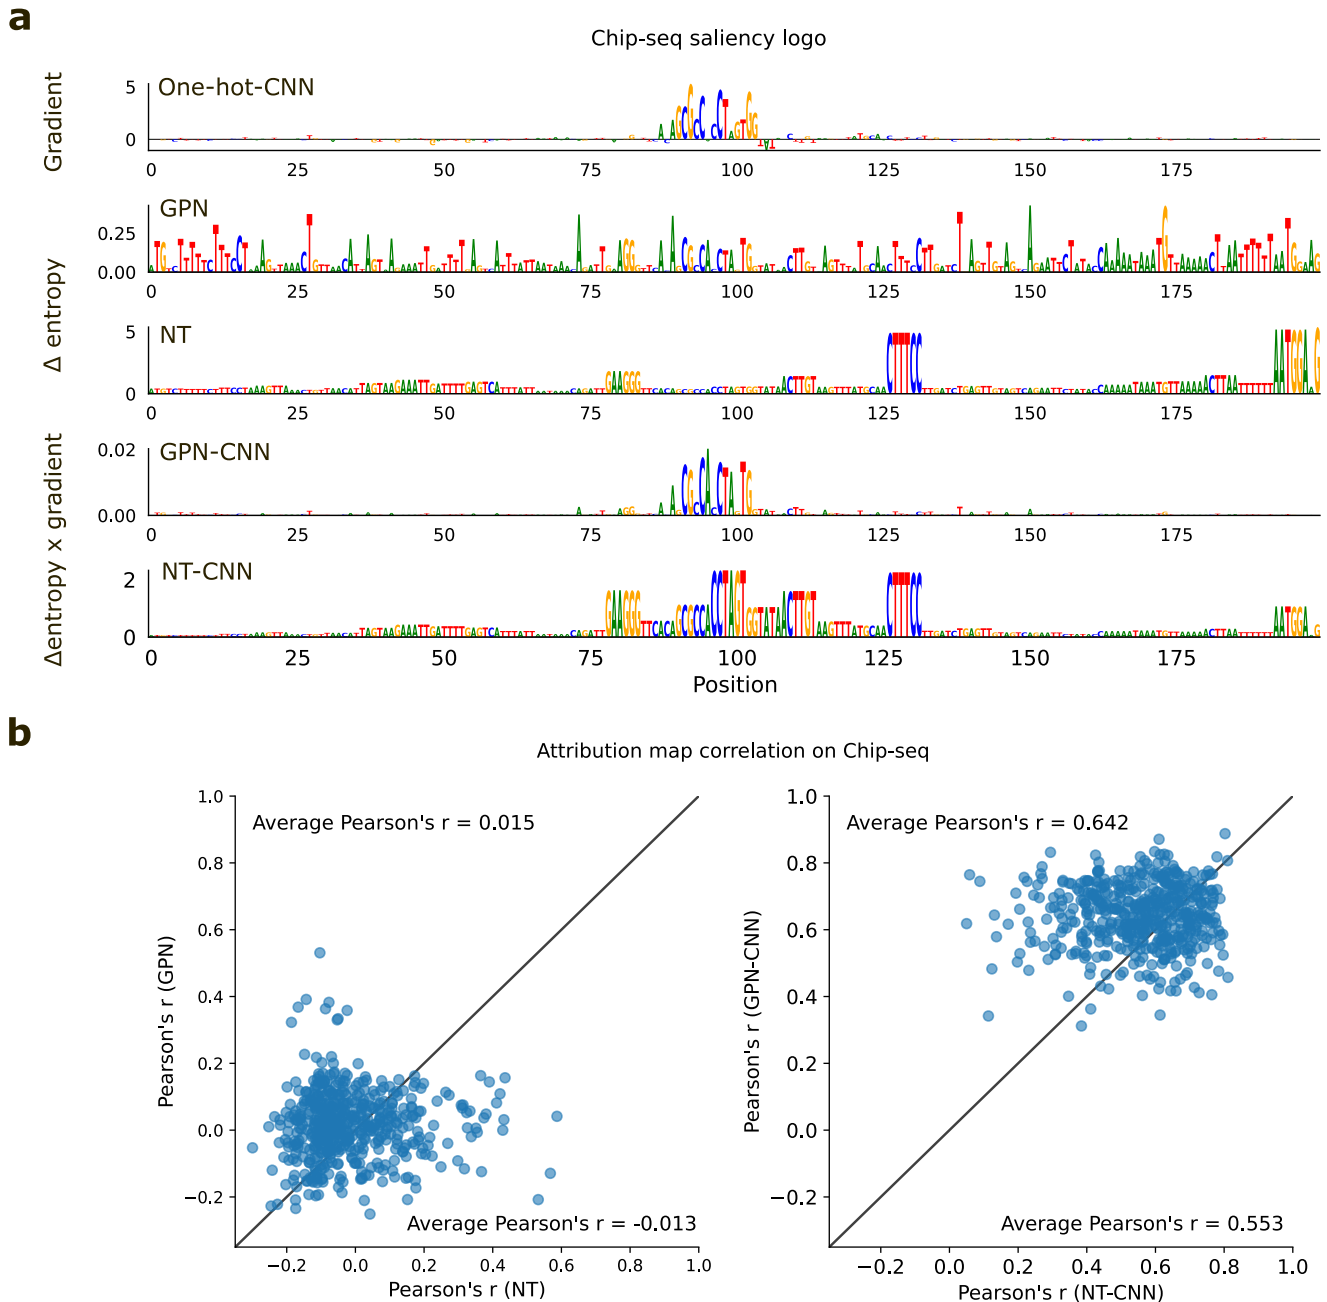 a
Chip-seq saliency logo
Gradient
One-hot-CNN
5
0
0 25 50 75 100 125 150 175
Δ entropy
GPN
0.25
0.00
0 25 50 75 100 125 150 175
NT
5
0
0 25 50 75 100 125 150 175
Δentropy x gradient
GPN-CNN
0.02
0.00
0 25 50 75 100 125 150 175
NT-CNN
2
0
0 25 50 75 100 125 150 175
Position
b
Attribution map correlation on Chip-seq
Average Pearson's r = 0.015
1.0
0.8
0.6
0.4
0.2
0.0
−0.2
Pearson's r (GPN)
Average Pearson's r = -0.013
−0.2 0.0 0.2 0.4 0.6 0.8 1.0
Pearson's r (NT)
Average Pearson's r = 0.642
1.0
0.8
0.6
0.4
0.2
0.0
−0.2
Pearson's r (GPN-CNN)
Average Pearson's r = 0.553
−0.2 0.0 0.2 0.4 0.6 0.8 1.0
Pearson's r (NT-CNN)